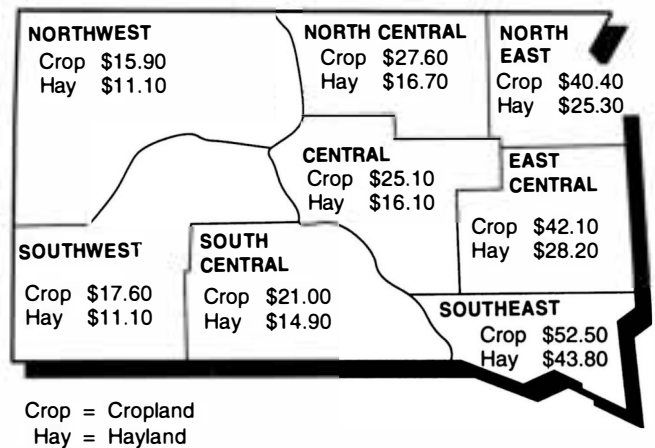 NORTHWEST
Crop $15.90
Hay $11.10
NORTH CENTRAL
Crop $27.60
Hay $16.70
NORTH
EAST
Crop $40.40
Hay $25.30
CENTRAL
Crop $25.10
Hay $16.10
EAST
CENTRAL
Crop $42.10
Hay $28.20
SOUTHWEST
Crop $17.60
Hay $11.10
SOUTH
CENTRAL
Crop $21.00
Hay $14.90
SOUTHEAST
Crop $52.50
Hay $43.80
Crop = Cropland
Hay = Hayland